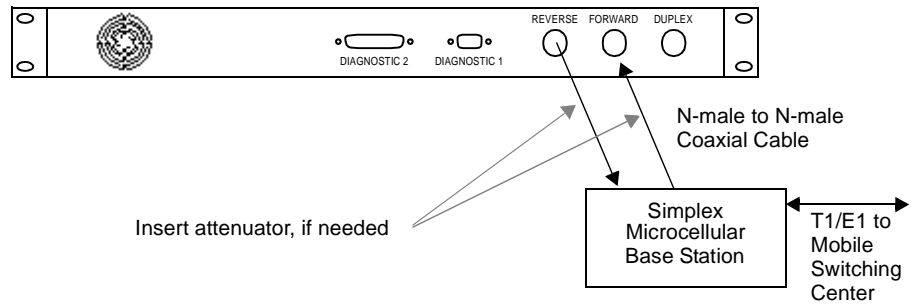 REVERSE FORWARD DUPLEX
DIAGNOSTIC 2 DIAGNOSTIC 1
N-male to N-male
Coaxial Cable
Insert attenuator, if needed
Simplex
Microcellular
Base Station
T1/E1 to
Mobile
Switching
Center